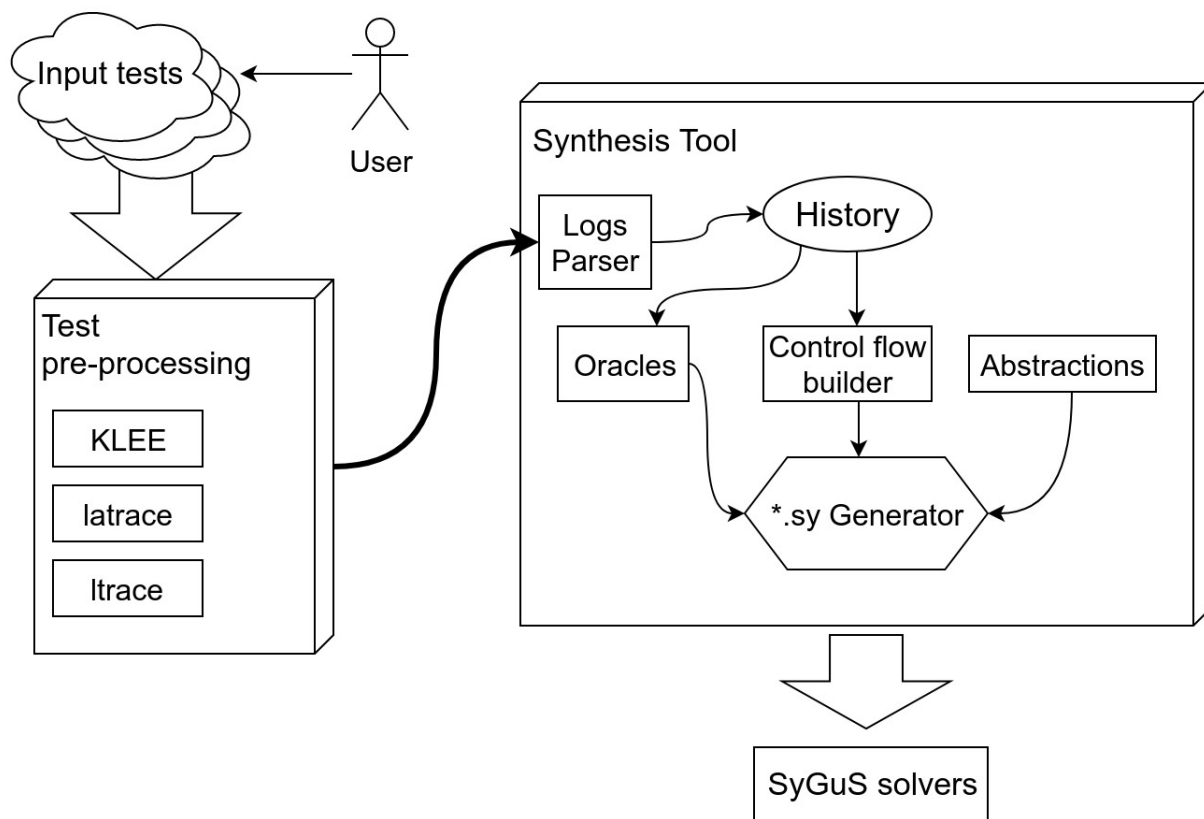 Input tests
User
Test
pre-processing
KLEE
latrace
ltrace
Synthesis Tool
Logs
Parser
History
Oracles
Control flow
builder
Abstractions
*.sy Generator
SyGuS solvers